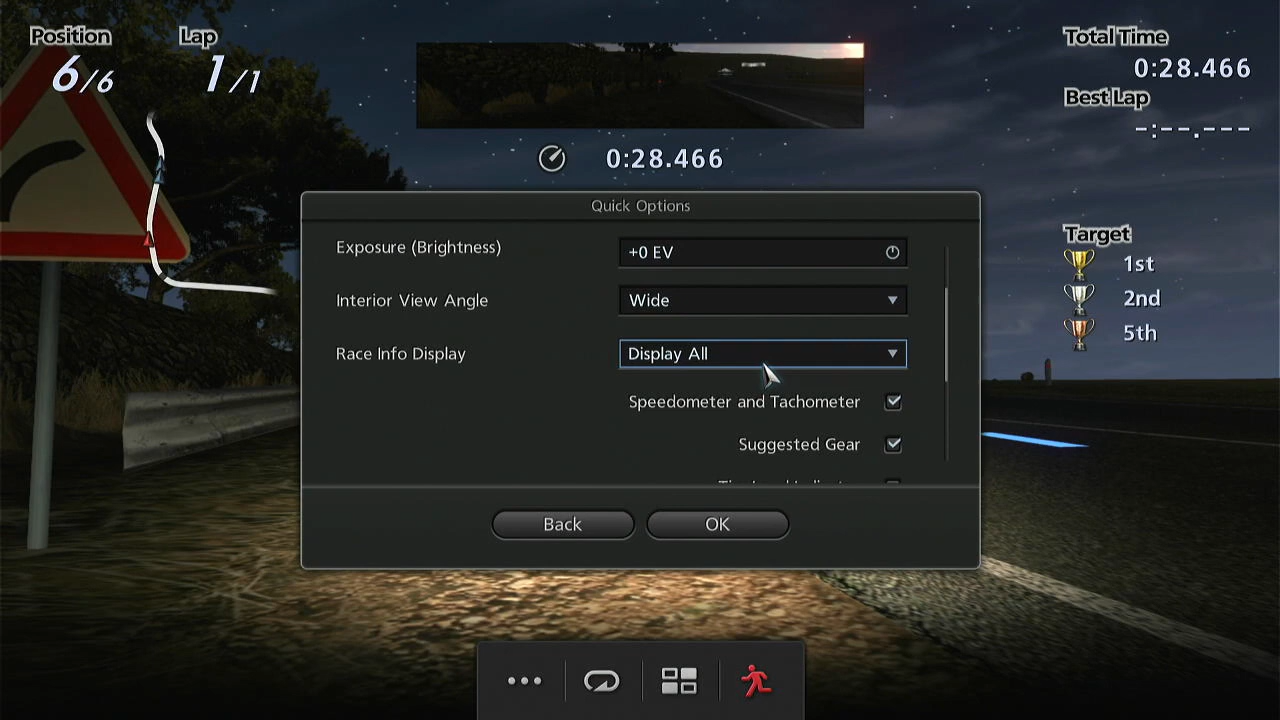 Position
Lap
6/6
1/1
Total Time
0:28.466
Best Lap
-:--.---
0:28.466
Target
1st
2nd
5th
Quick Options
Exposure (Brightness)
+0 EV
Interior View Angle
Wide
Race Info Display
Display All
Speedometer and Tachometer
Suggested Gear
Back
OK